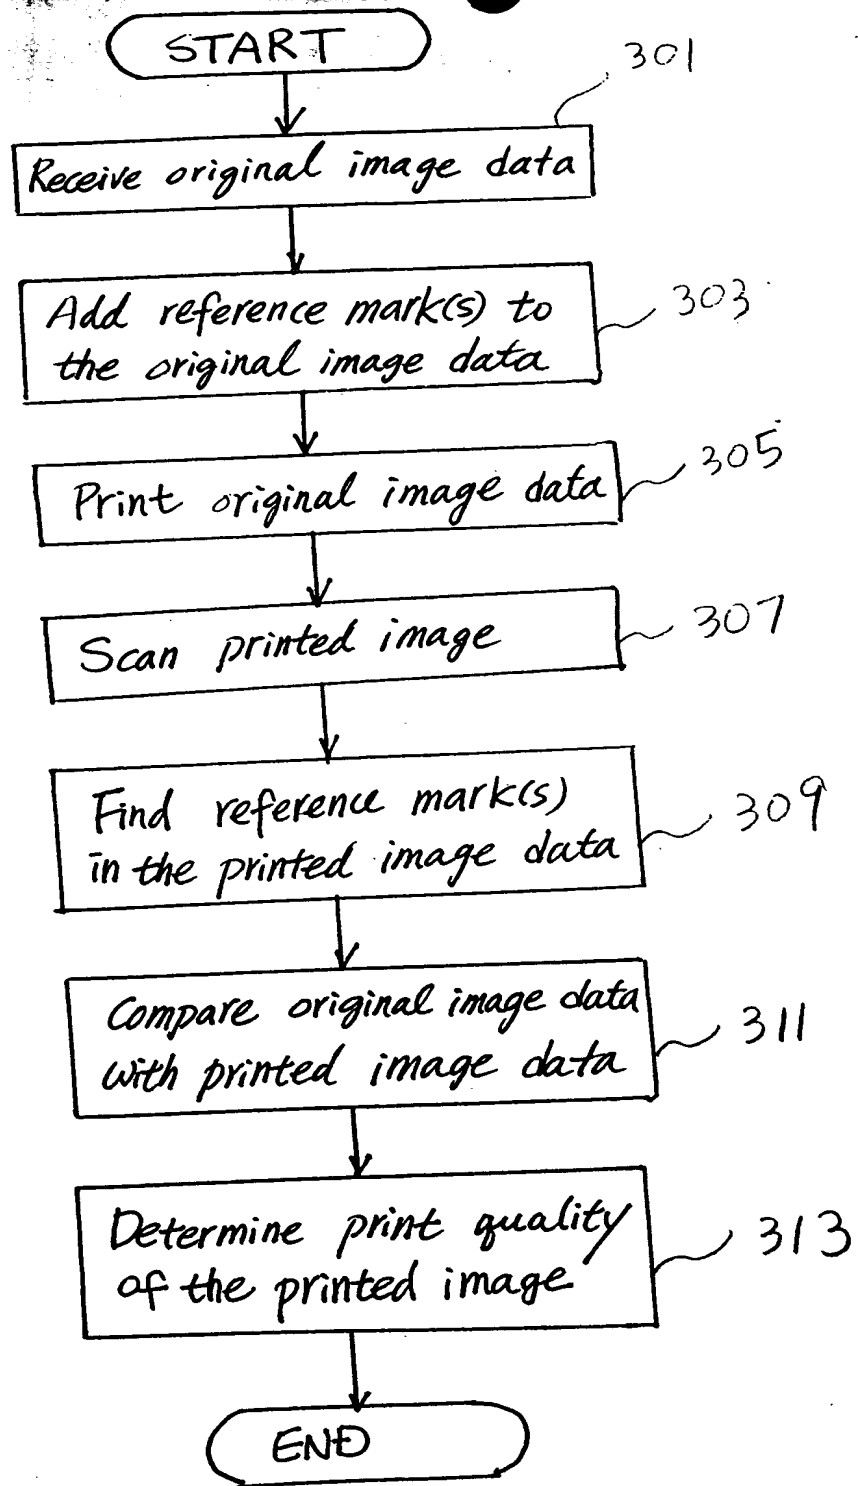 START
301
Receive original image data
Add reference mark(s) to
the original image data
303
Print original image data
305
Scan printed image
307
Find reference mark(s)
in the printed image data
309
Compare original image data
with printed image data
311
Determine print quality
of the printed image
313
END